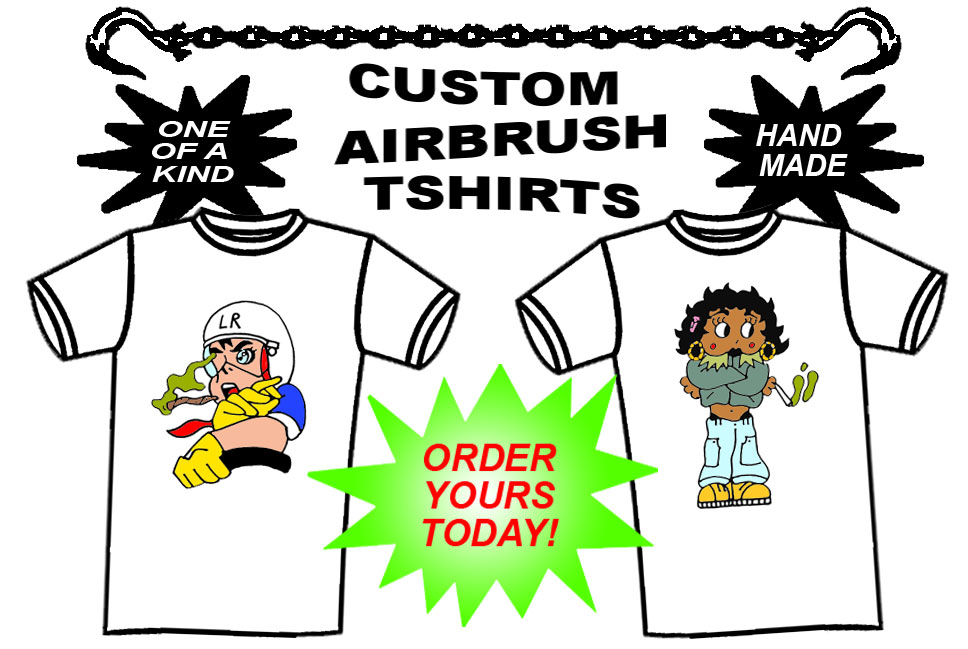 CUSTOM
AIRBRUSH
TSHIRTS
ONE
OF A
KIND
HAND
MADE
LR
ORDER
YOURS
TODAY!